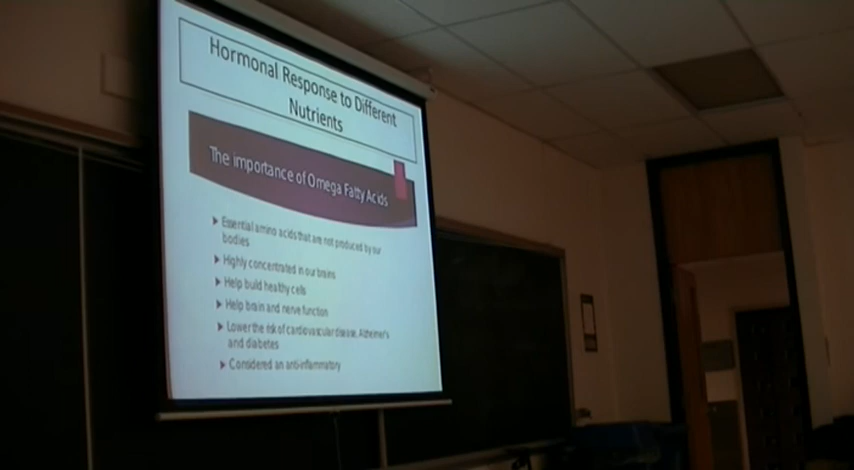 Hormonal Response to Different
Nutrients
The importance of Omega Fatty Acids
Essential amino acids that are not produced by our
bodies
Highly concentrated in our brains
Help build healthy cells
Help brain and nerve function
Lower the risk of cardiovascular disease, Alzheimer's
and diabetes
Considered an anti-inflammatory